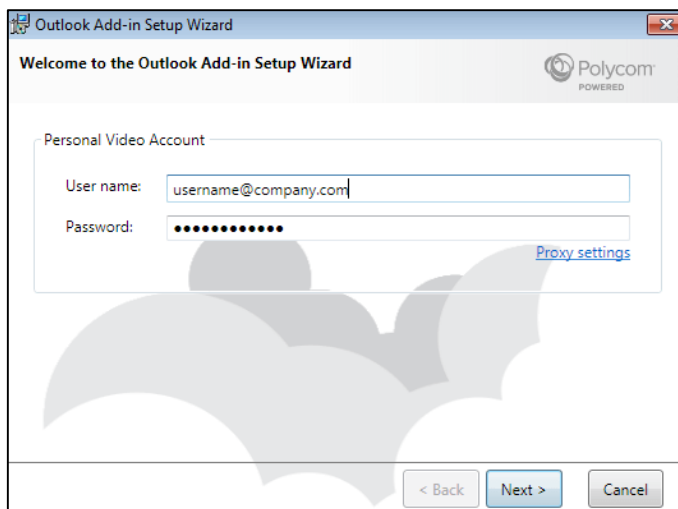 Outlook Add-in Setup Wizard
Welcome to the Outlook Add-in Setup Wizard
Polycom
POWERED
Personal Video Account
User name: username@company.com
Password: ●●●●●●●●●●●●
Proxy settings
< Back Next > Cancel